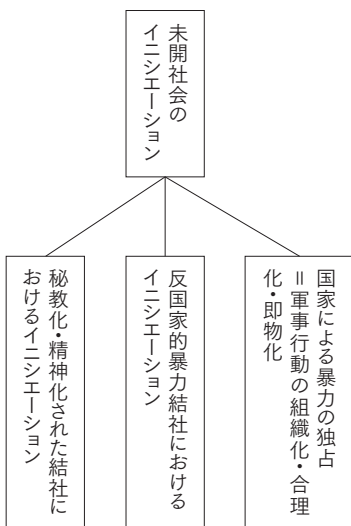 未開社会の
イニシエーション
国家による暴力の独占
＝軍事行動の組織化・合理
化・即物化
反国家的暴力結社における
イニシエーション
秘教化・精神化された結社に
おけるイニシエーション